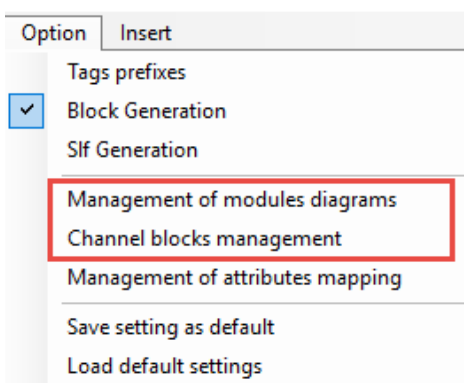 Option Insert
Tags prefixes
Block Generation
Slf Generation
Management of modules diagrams
Channel blocks management
Management of attributes mapping
Save setting as default
Load default settings